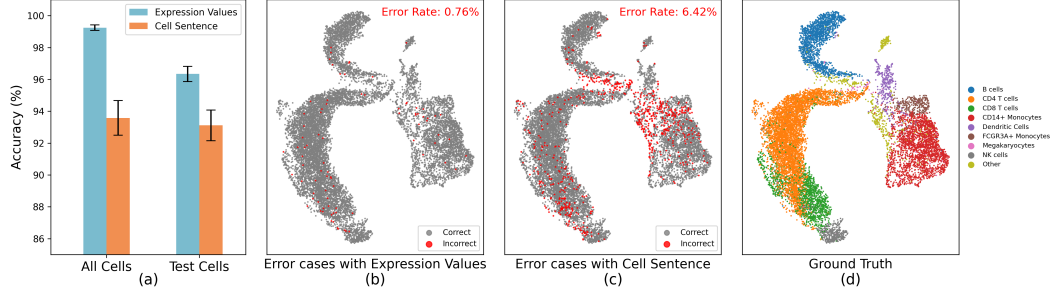 Accuracy (%)
100
98
96
94
92
90
88
86
Expression Values
Cell Sentence
All Cells
Test Cells
(a)
Error Rate: 0.76%
Correct
Incorrect
Error cases with Expression Values
(b)
Error Rate: 6.42%
Correct
Incorrect
Error cases with Cell Sentence
(c)
Ground Truth
(d)
B cells
CD4 T cells
CD8 T cells
CD14+ Monocytes
Dendritic Cells
FCGR3A+ Monocytes
Megakaryocytes
NK cells
Other